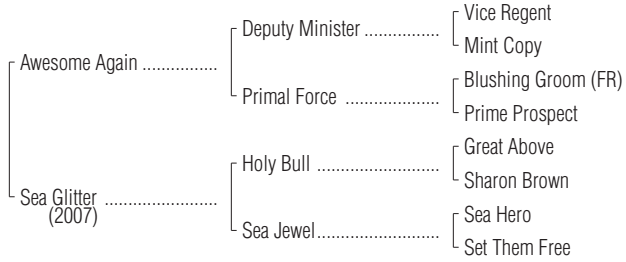 Vice Regent
Deputy Minister ..................
Mint Copy
Awesome Again ................
Blushing Groom (FR)
Primal Force ......................
Prime Prospect
Great Above
Holy Bull ............................
Sharon Brown
Sea Glitter ........................
(2007)
Sea Hero
Sea Jewel............................
Set Them Free